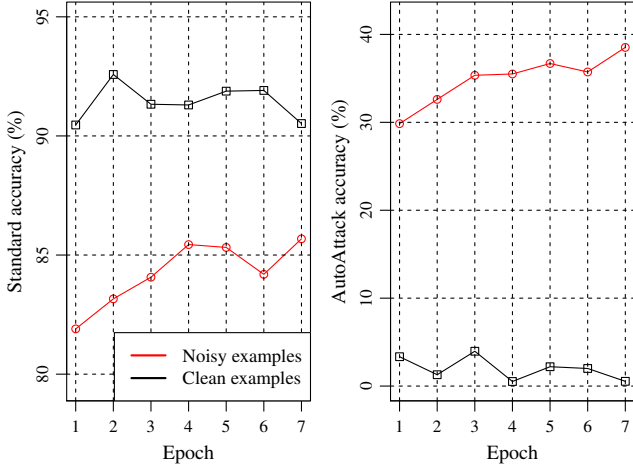 Standard accuracy (%)
80
85
90
95
Noisy examples
Clean examples
1 2 3 4 5 6 7
Epoch
AutoAttack accuracy (%)
0
10
20
30
40
1 2 3 4 5 6 7
Epoch